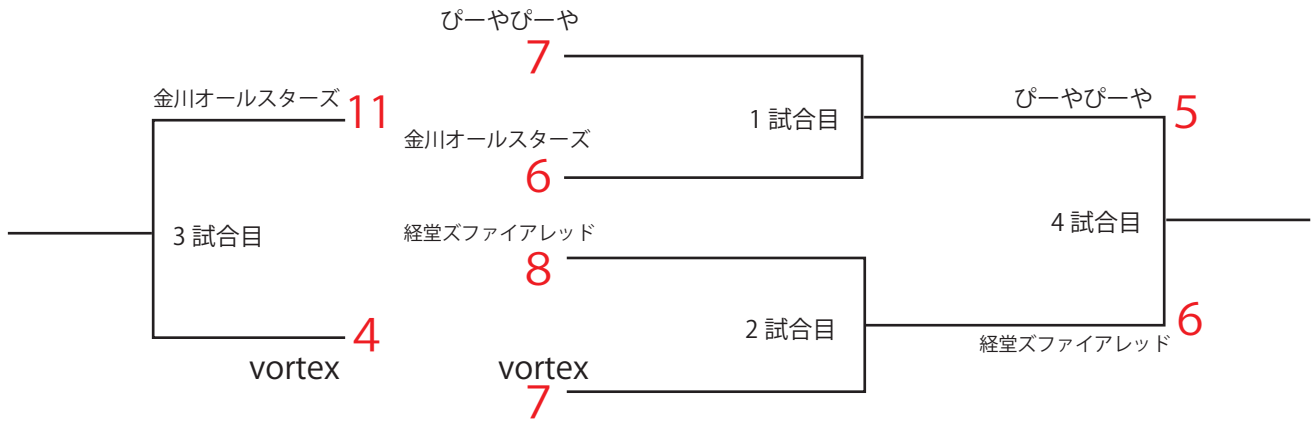 ぴーやぴーや
7
金川オールスターズ
11
1 試合目
ぴーやぴーや
5
金川オールスターズ
6
3 試合目
経堂ズファイアレッド
8
4 試合目
2 試合目
6
経堂ズファイアレッド
4
vortex
vortex
7